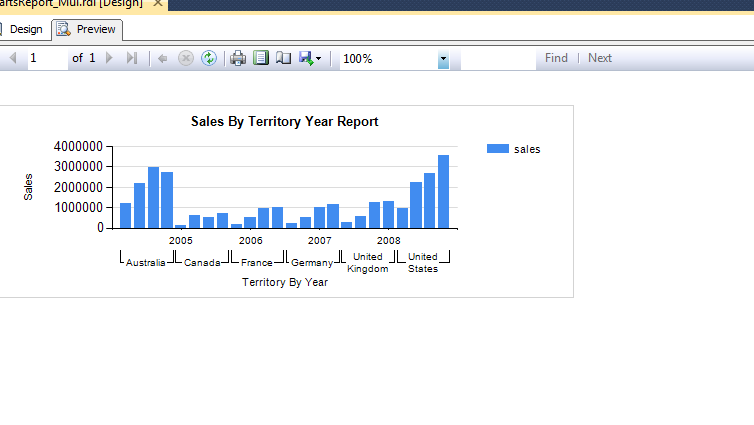 artsReport_Mul.rdl [Design]
Design Preview
1 of 1 100% Find | Next
Sales By Territory Year Report
sales
Sales
4000000
3000000
2000000
1000000
0
2005 2006 2007 2008
Australia Canada France Germany United Kingdom United States
Territory By Year